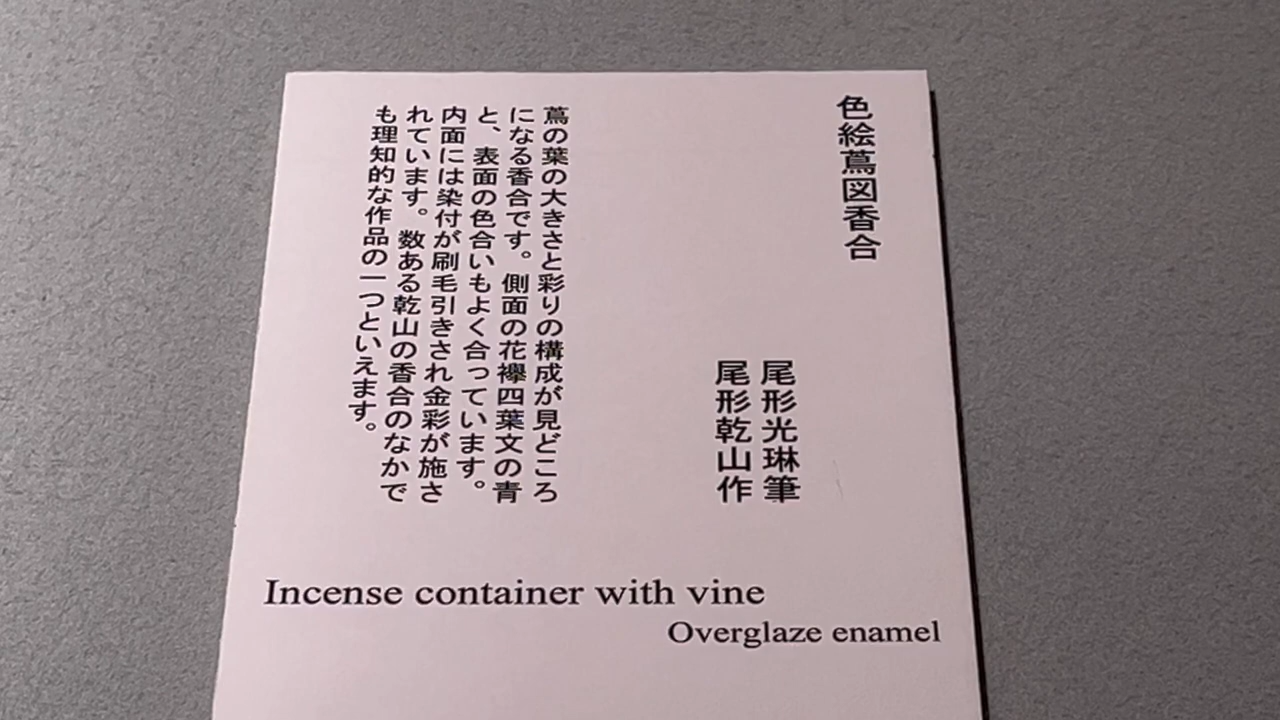 色絵蔦図香合
尾形光琳筆
尾形乾山作
蔦の葉の大きさと彩りの構成が見どころ
になる香合です。側面の花襷四葉文の青
と、表面の色合いもよく合っています。
内面には染付が刷毛引きされ金彩が施さ
れています。数ある乾山の香合のなかで
も理知的な作品の一つといえます。
Incense container with vine
Overglaze enamel